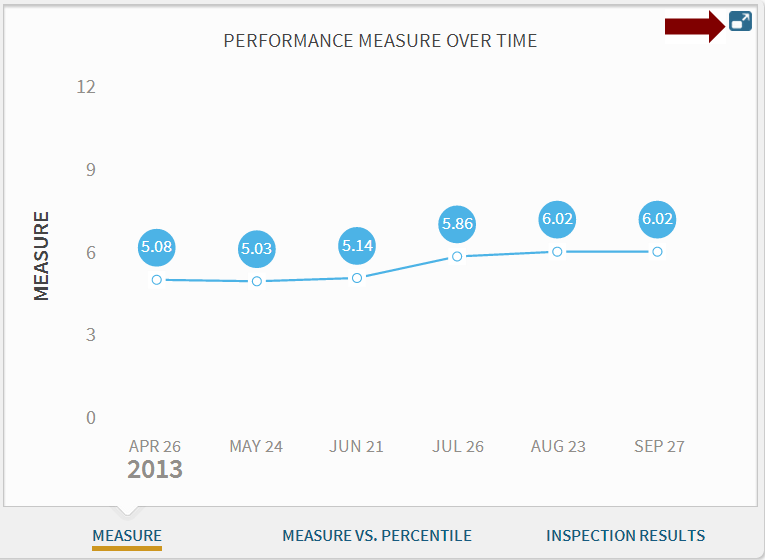 PERFORMANCE MEASURE OVER TIME
12
9
6
3
0
MEASURE
5.08
5.03
5.14
5.86
6.02
6.02
APR 26
MAY 24
JUN 21
JUL 26
AUG 23
SEP 27
2013
MEASURE
MEASURE VS. PERCENTILE
INSPECTION RESULTS